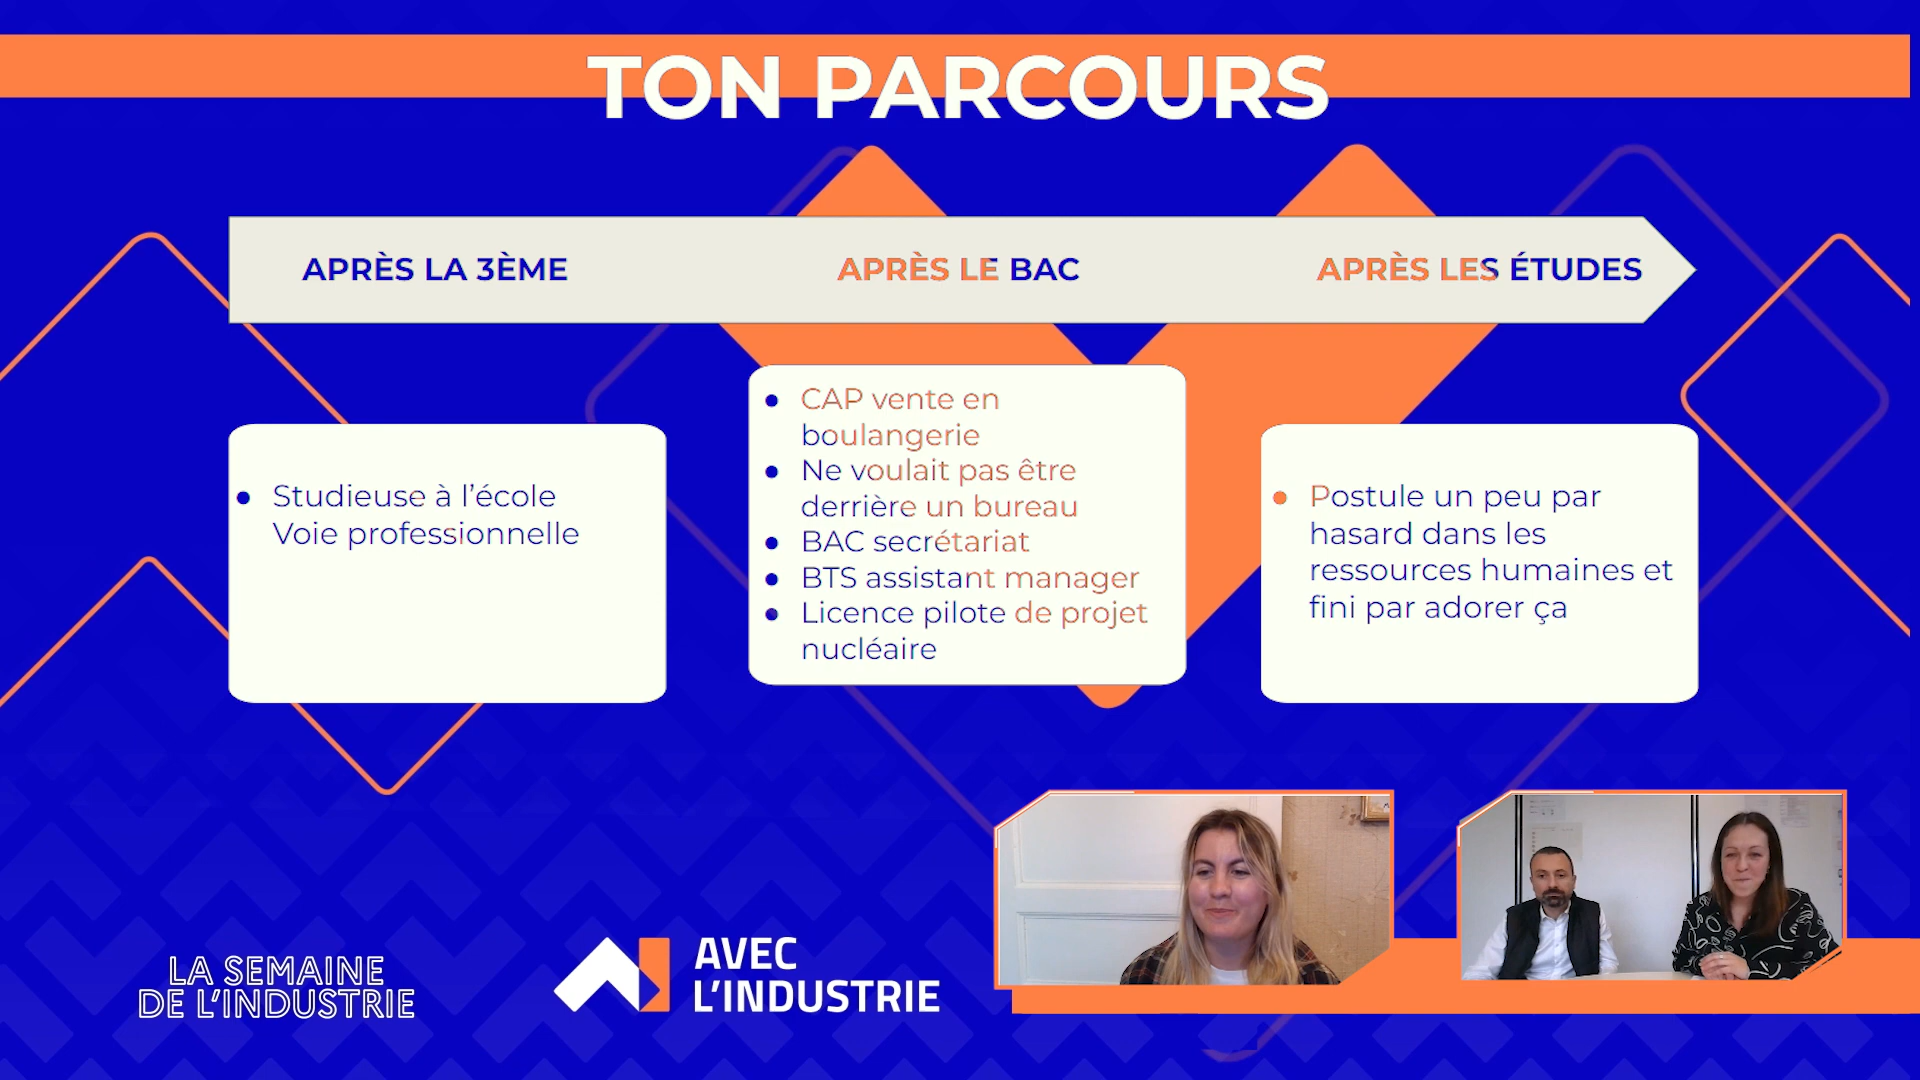 TON PARCOURS
APRÈS LA 3ÈME
APRÈS LE BAC
APRÈS LES ÉTUDES
● Studieuse à l'école
Voie professionnelle
● CAP vente en
boulangerie
● Ne voulait pas être
derrière un bureau
● BAC secrétariat
● BTS assistant manager
● Licence pilote de projet
nucléaire
● Postule un peu par
hasard dans les
ressources humaines et
fini par adorer ça
LA SEMAINE
DE L'INDUSTRIE
AVEC
L'INDUSTRIE